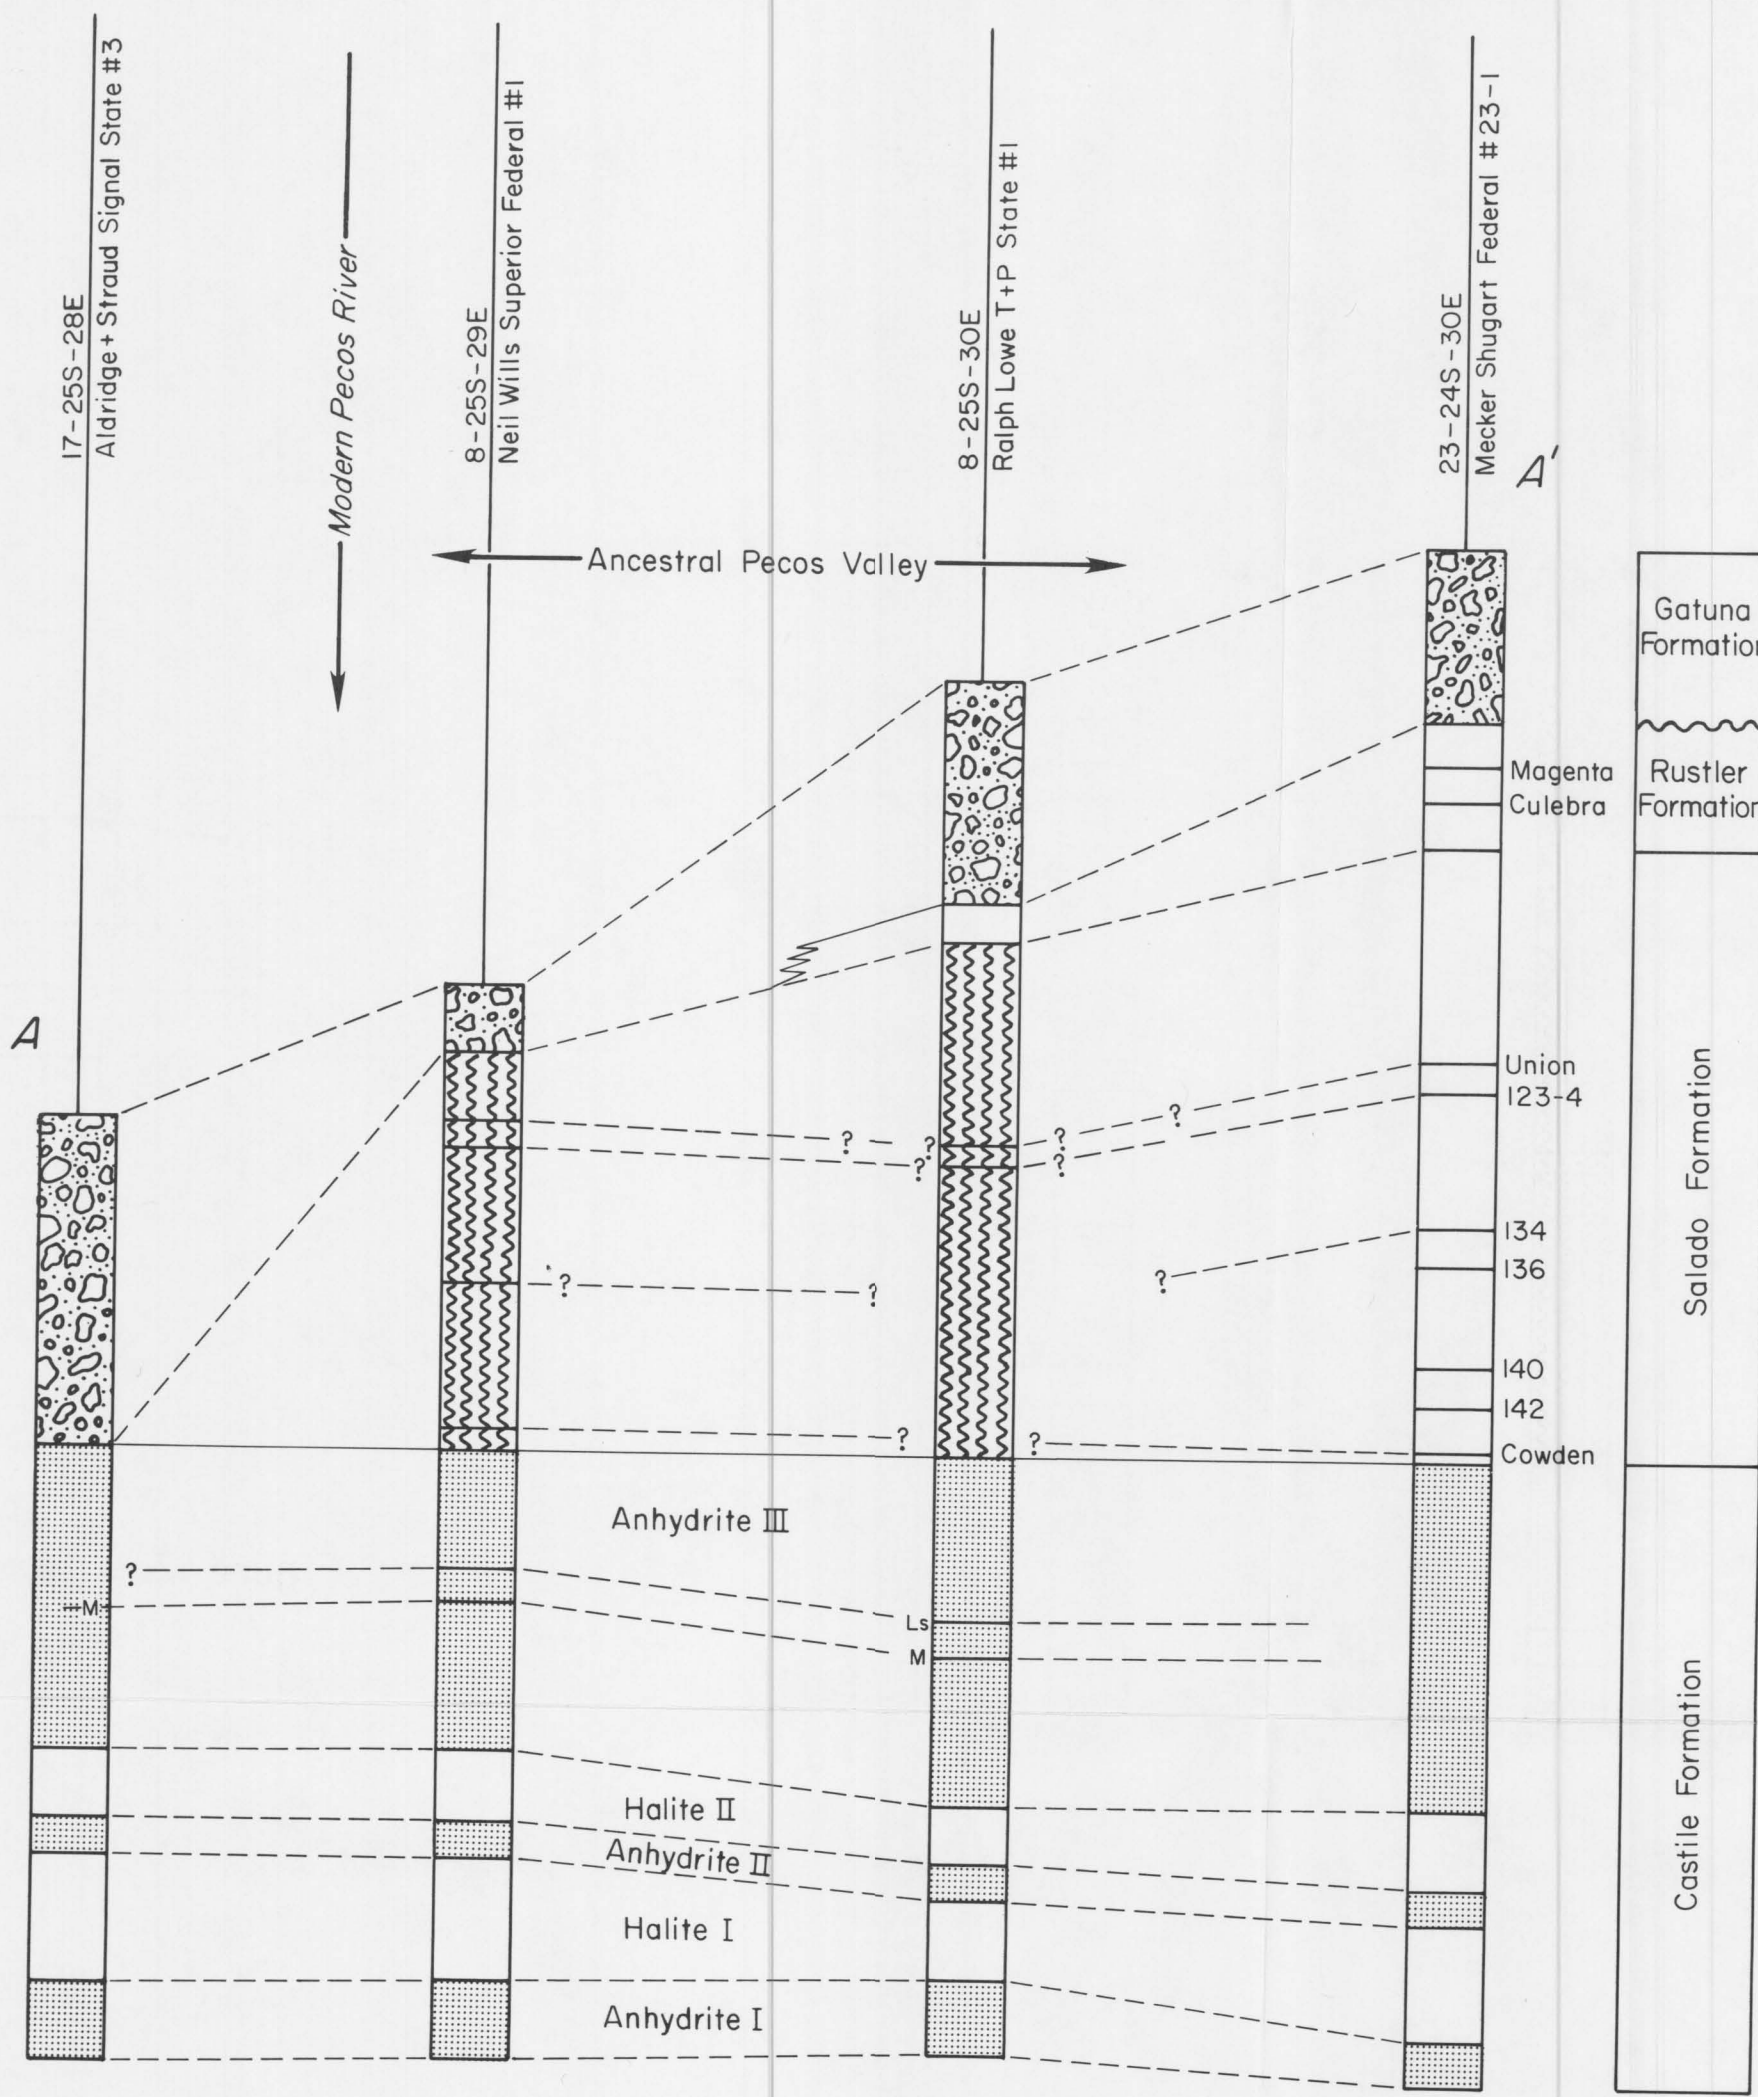 17-25S-28E
Aldridge + Straud Signal State #3
Modern Pecos River
8-25S-29E
Neil Wills Superior Federal #1
8-25S-30E
Ralph Lowe T+P State #1
23-24S-30E
Mecker Shugart Federal #23-1
A'
Ancestral Pecos Valley
Gatuna
Formation
Magenta
Culebra
Rustler
Formation
A
Union
123-4
?
?
?
?
?
?
?
134
136
?
?
?
Salado Formation
140
142
?
?
Cowden
Anhydrite III
?
M
Ls
M
Halite II
Anhydrite II
Halite I
Anhydrite I
Castile Formation